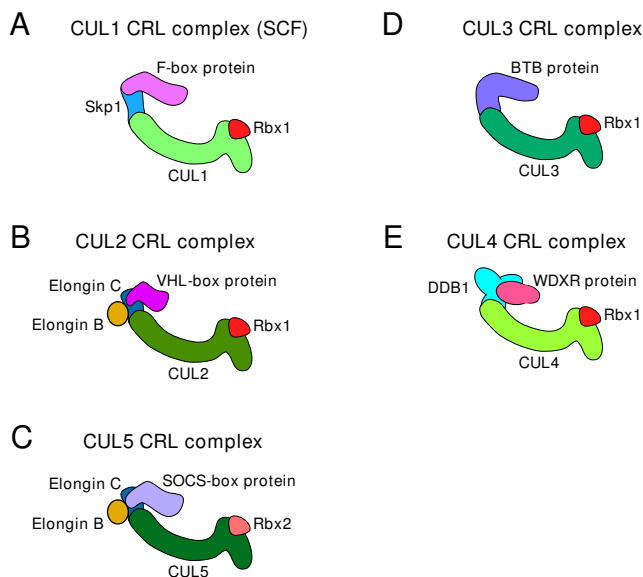 A
CUL1 CRL complex (SCF)
F-box protein
Skp1
Rbx1
CUL1
B
CUL2 CRL complex
Elongin C
VHL-box protein
Elongin B
Rbx1
CUL2
C
CUL5 CRL complex
Elongin C
SOCS-box protein
Elongin B
Rbx2
CUL5
D
CUL3 CRL complex
BTB protein
Rbx1
CUL3
E
CUL4 CRL complex
DDB1
WDXR protein
Rbx1
CUL4